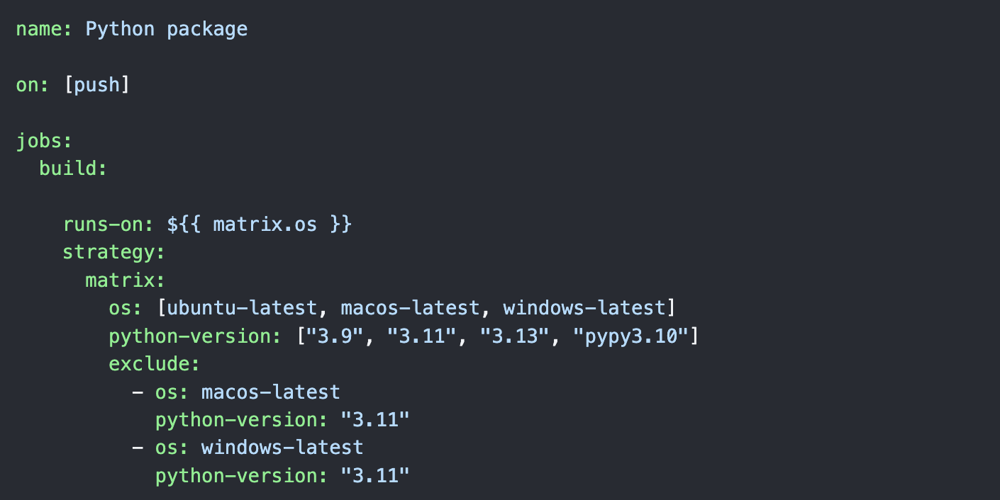 name: Python package
on: [push]
jobs:
  build:
    runs-on: ${{ matrix.os }}
    strategy:
      matrix:
        os: [ubuntu-latest, macos-latest, windows-latest]
        python-version: ["3.9", "3.11", "3.13", "pypy3.10"]
        exclude:
          - os: macos-latest
            python-version: "3.11"
          - os: windows-latest
            python-version: "3.11"